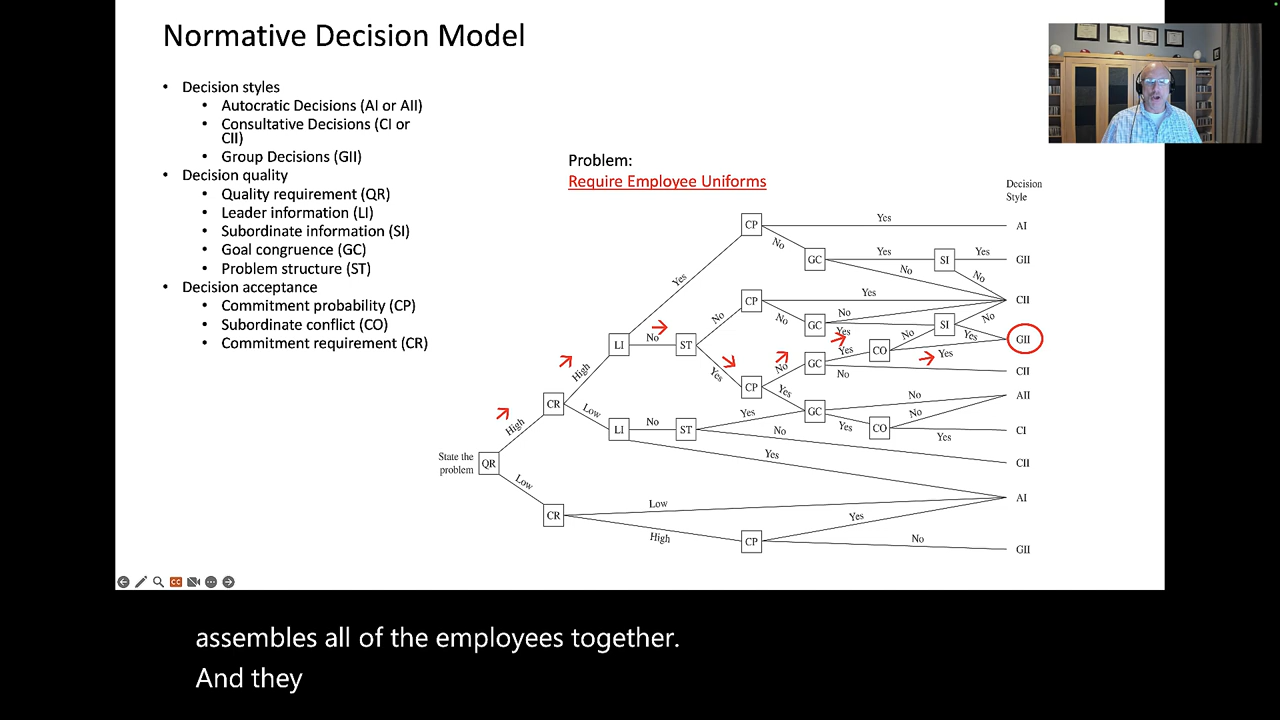 Normative Decision Model
• Decision styles
• Autocratic Decisions (AI or AII)
• Consultative Decisions (CI or
CII)
• Group Decisions (GII)
• Decision quality
• Quality requirement (QR)
• Leader information (LI)
• Subordinate information (SI)
• Goal congruence (GC)
• Problem structure (ST)
• Decision acceptance
• Commitment probability (CP)
• Subordinate conflict (CO)
• Commitment requirement (CR)
Problem:
Require Employee Uniforms
Decision
Style
CP Yes AI
No
GC Yes SI Yes GII
No No
Yes
CP Yes CII
No No
GC No SI No
Yes Yes
LI No ST GII
High Yes
CP No GC Yes CO No
Yes
No CII
Yes
CR Low
GC No AII
Yes CO No
Yes CI
LI No ST Yes
No CII
Yes
High
State the
problem
QR
Low
CR Low AI
High CP Yes
No GII
CC
assembles all of the employees together.
And they